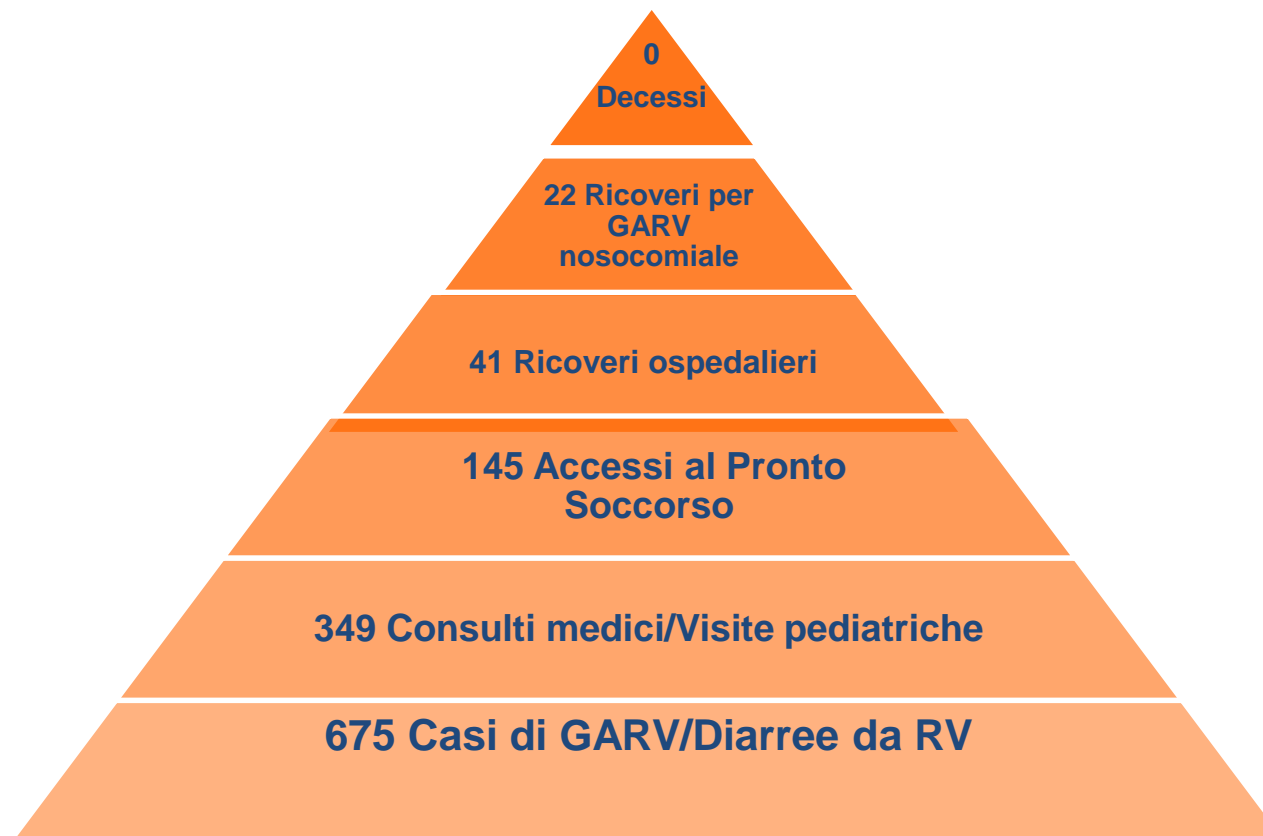 0
Decessi
22 Ricoveri per
GARV
nosocomiale
41 Ricoveri ospedalieri
145 Accessi al Pronto
Soccorso
349 Consulti medici/Visite pediatriche
675 Casi di GARV/Diarree da RV